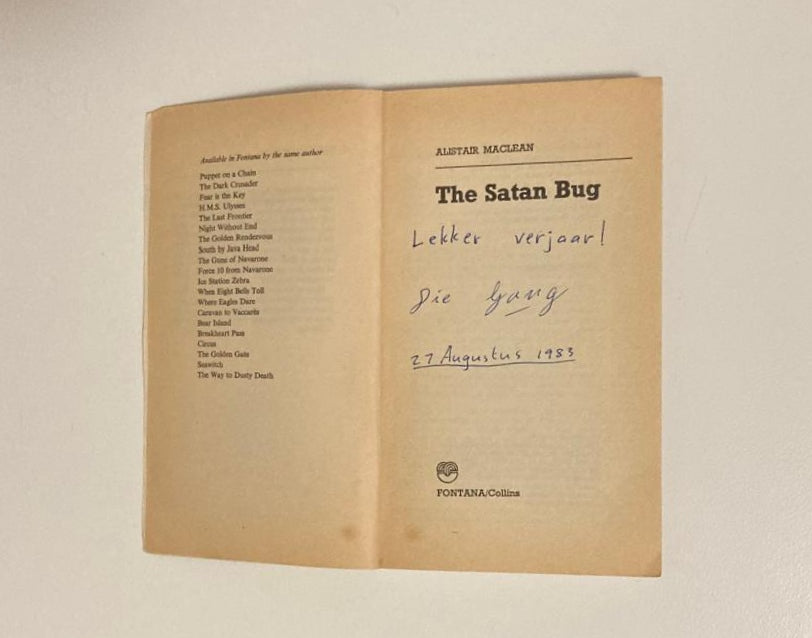 Available in Fontana by the same author
Puppet on a Chain
The Dark Crusader
Fear is the Key
H.M.S. Ulysses
The Last Frontier
Night Without End
The Golden Rendezvous
South by Java Head
The Guns of Navarone
Force 10 from Navarone
Ice Station Zebra
When Eight Bells Toll
Where Eagles Dare
Caravan to Vaccarès
Bear Island
Breakheart Pass
Circus
The Golden Gate
Seawitch
The Way to Dusty Death
ALISTAIR MACLEAN
The Satan Bug
Lekker verjaar!
Die Gang
27 Augustus 1983
FONTANA/Collins